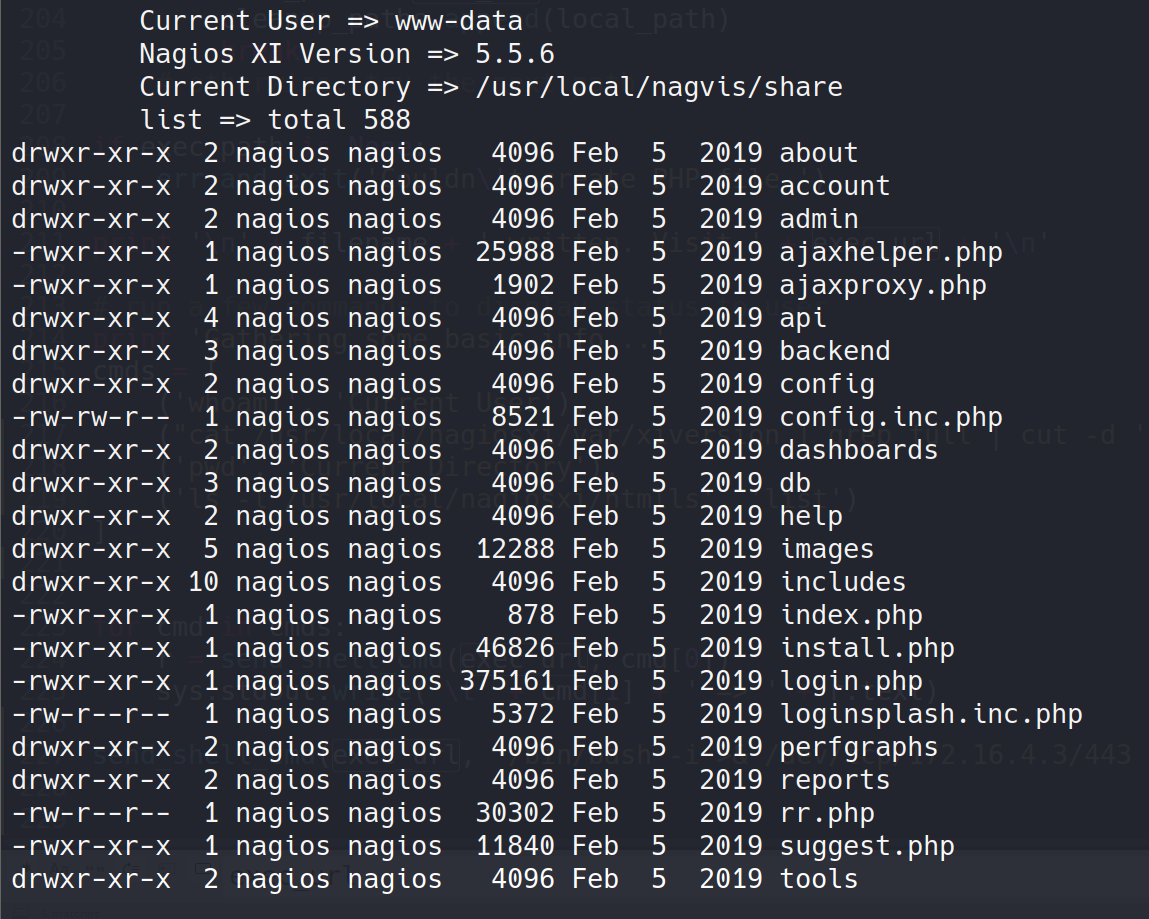 Current User => www-data
Nagios XI Version => 5.5.6
Current Directory => /usr/local/nagvis/share
list => total 588
drwxr-xr-x  2 nagios nagios   4096 Feb  5  2019 about
drwxr-xr-x  2 nagios nagios   4096 Feb  5  2019 account
drwxr-xr-x  2 nagios nagios   4096 Feb  5  2019 admin
-rwxr-xr-x  1 nagios nagios  25988 Feb  5  2019 ajaxhelper.php
-rwxr-xr-x  1 nagios nagios   1902 Feb  5  2019 ajaxproxy.php
drwxr-xr-x  4 nagios nagios   4096 Feb  5  2019 api
drwxr-xr-x  3 nagios nagios   4096 Feb  5  2019 backend
drwxr-xr-x  2 nagios nagios   4096 Feb  5  2019 config
-rw-rw-r--  1 nagios nagios   8521 Feb  5  2019 config.inc.php
drwxr-xr-x  2 nagios nagios   4096 Feb  5  2019 dashboards
drwxr-xr-x  3 nagios nagios   4096 Feb  5  2019 db
drwxr-xr-x  2 nagios nagios   4096 Feb  5  2019 help
drwxr-xr-x  5 nagios nagios  12288 Feb  5  2019 images
drwxr-xr-x 10 nagios nagios   4096 Feb  5  2019 includes
-rwxr-xr-x  1 nagios nagios    878 Feb  5  2019 index.php
-rwxr-xr-x  1 nagios nagios  46826 Feb  5  2019 install.php
-rwxr-xr-x  1 nagios nagios 375161 Feb  5  2019 login.php
-rw-r--r--  1 nagios nagios   5372 Feb  5  2019 loginsplash.inc.php
drwxr-xr-x  2 nagios nagios   4096 Feb  5  2019 perfgraphs
drwxr-xr-x  2 nagios nagios   4096 Feb  5  2019 reports
-rw-r--r--  1 nagios nagios  30302 Feb  5  2019 rr.php
-rwxr-xr-x  1 nagios nagios  11840 Feb  5  2019 suggest.php
drwxr-xr-x  2 nagios nagios   4096 Feb  5  2019 tools